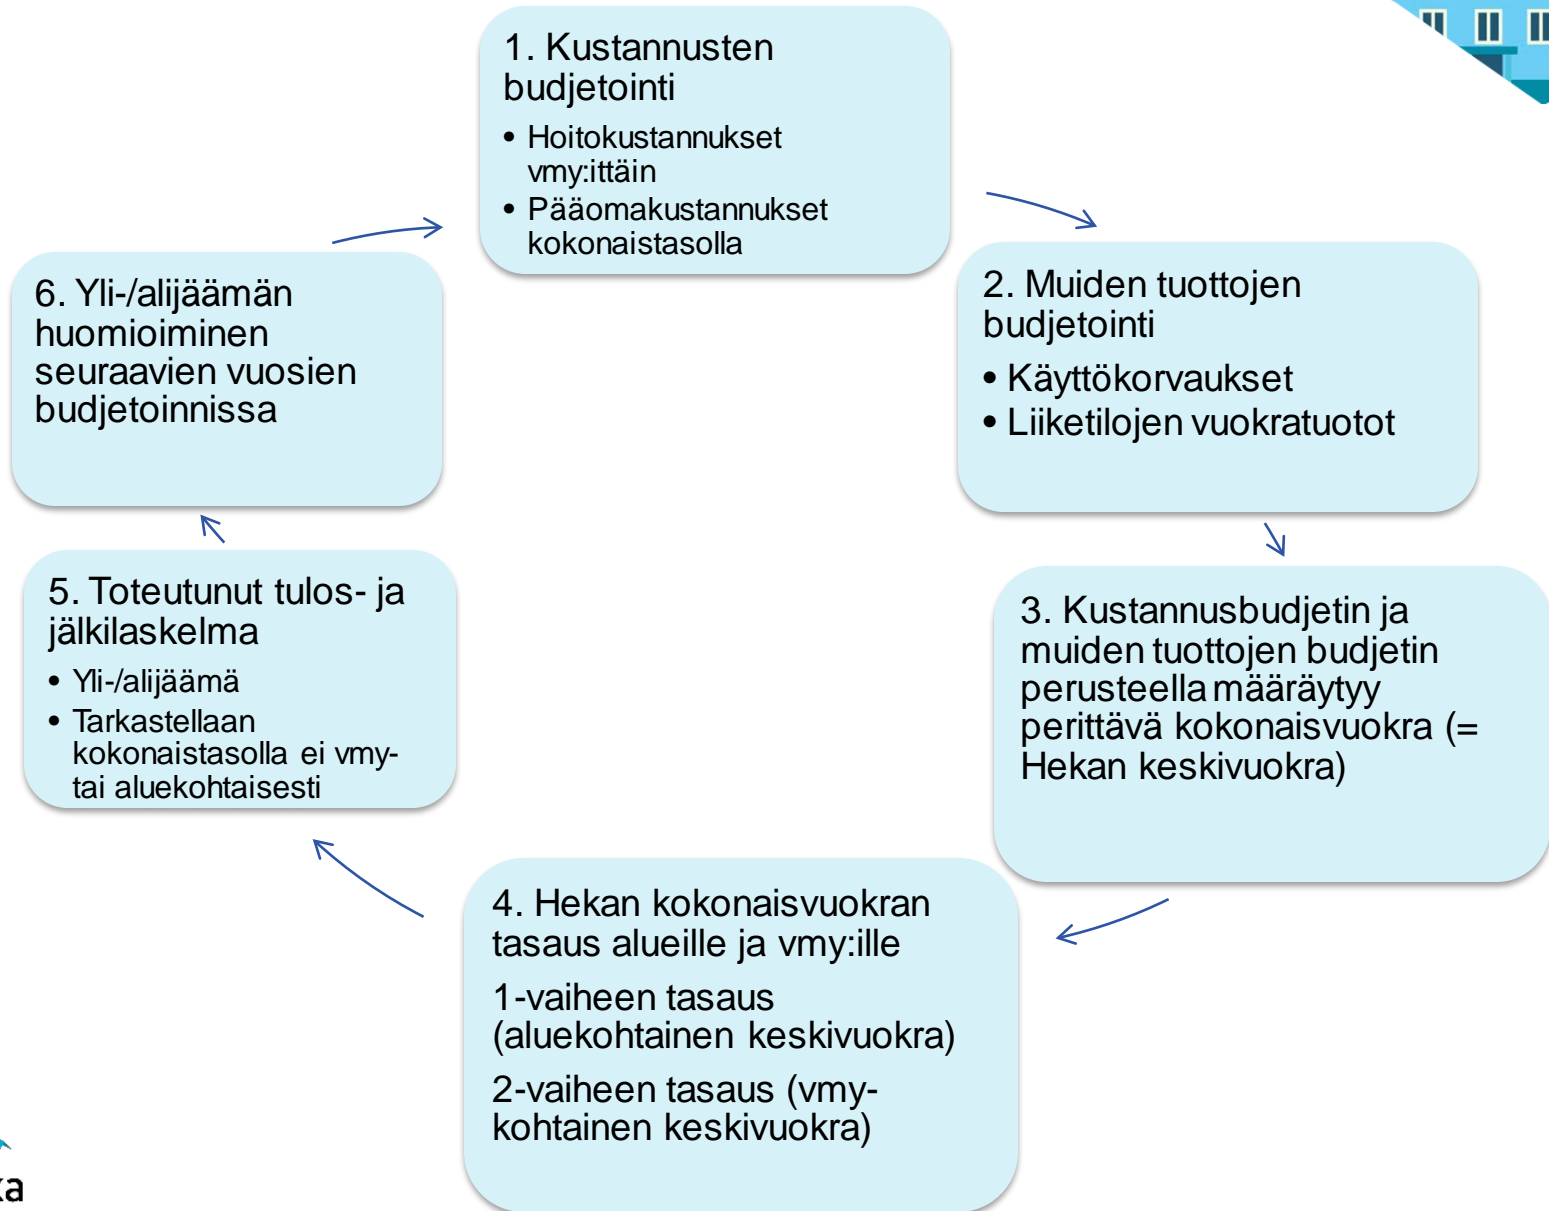 1. Kustannusten
budjetointi
• Hoitokustannukset
vmy:ittäin
• Pääomakustannukset
kokonaistasolla
2. Muiden tuottojen
budjetointi
• Käyttökorvaukset
• Liiketilojen vuokratuotot
3. Kustannusbudjetin ja
muiden tuottojen budjetin
perusteella määräytyy
perittävä kokonaisvuokra (=
Hekan keskivuokra)
4. Hekan kokonaisvuokran
tasaus alueille ja vmy:ille
1-vaiheen tasaus
(aluekohtainen keskivuokra)
2-vaiheen tasaus (vmy-
kohtainen keskivuokra)
5. Toteutunut tulos- ja
jälkilaskelma
• Yli-/alijäämä
• Tarkastellaan
kokonaistasolla ei vmy-
tai aluekohtaisesti
6. Yli-/alijäämän
huomioiminen
seuraavien vuosien
budjetoinnissa